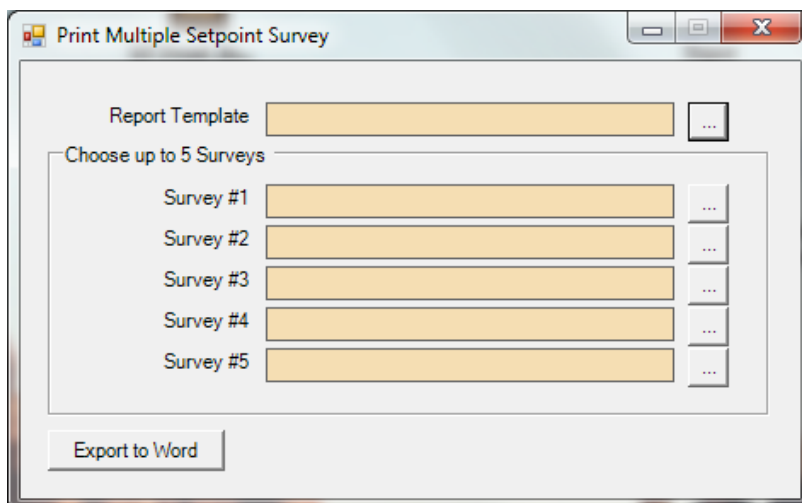 Print Multiple Setpoint Survey
Report Template ...
Choose up to 5 Surveys
Survey #1 ...
Survey #2 ...
Survey #3 ...
Survey #4 ...
Survey #5 ...
Export to Word